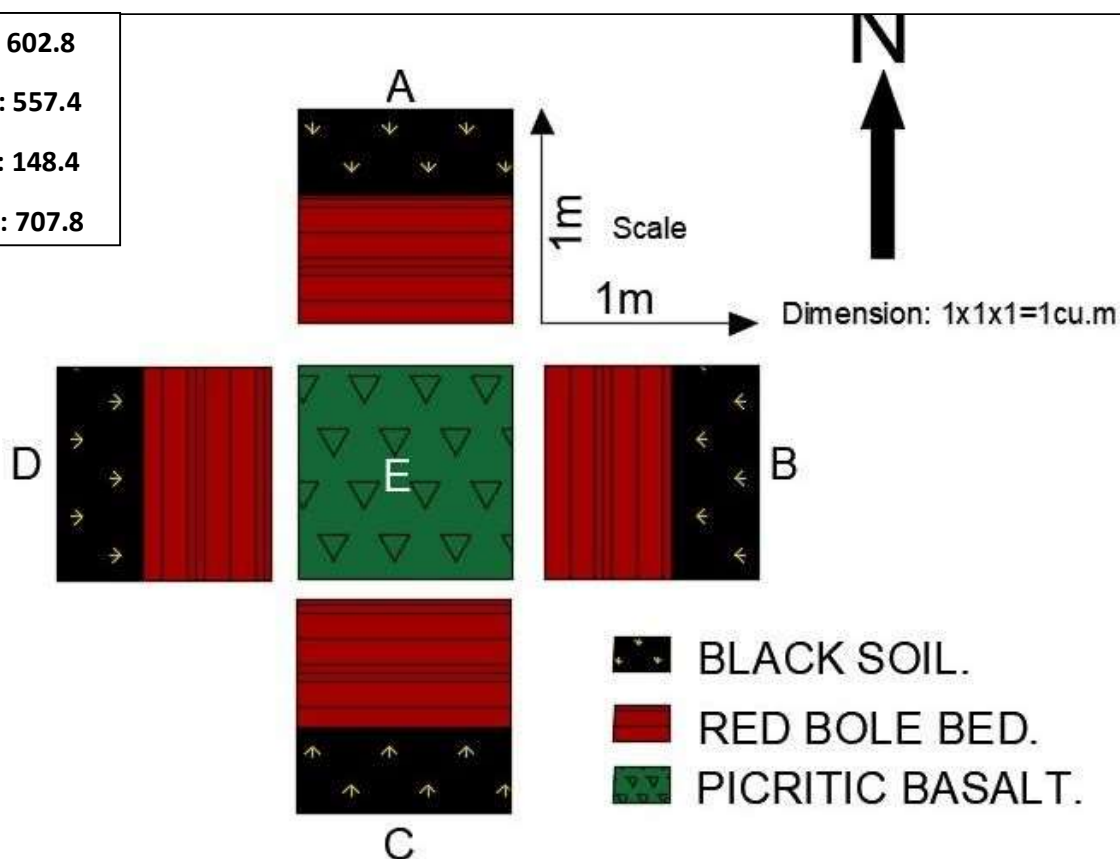 602.8
: 557.4
: 148.4
: 707.8
N
A
1m
Scale
1m
Dimension: 1x1x1=1cu.m
D
E
B
BLACK SOIL.
RED BOLE BED.
PICRITIC BASALT.
C